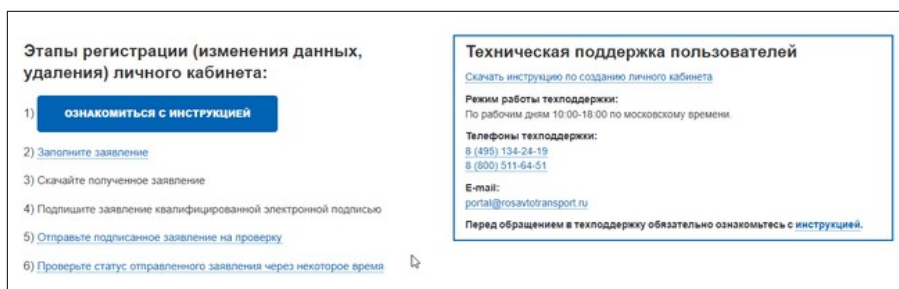 Этапы регистрации (изменения данных,
удаления) личного кабинета:
1) ОЗНАКОМИТЬСЯ С ИНСТРУКЦИЕЙ
2) Заполните заявление
3) Скачайте полученное заявление
4) Подпишите заявление квалифицированной электронной подписью
5) Отправьте подписанное заявление на проверку
6) Проверьте статус отправленного заявления через некоторое время
Техническая поддержка пользователей
Скачать инструкцию по созданию личного кабинета
Режим работы техподдержки:
По рабочим дням 10:00-18:00 по московскому времени.
Телефоны техподдержки:
8 (495) 134-24-19
8 (800) 511-64-51
E-mail:
portal@rosavtotransport.ru
Перед обращением в техподдержку обязательно ознакомьтесь с инструкцией.